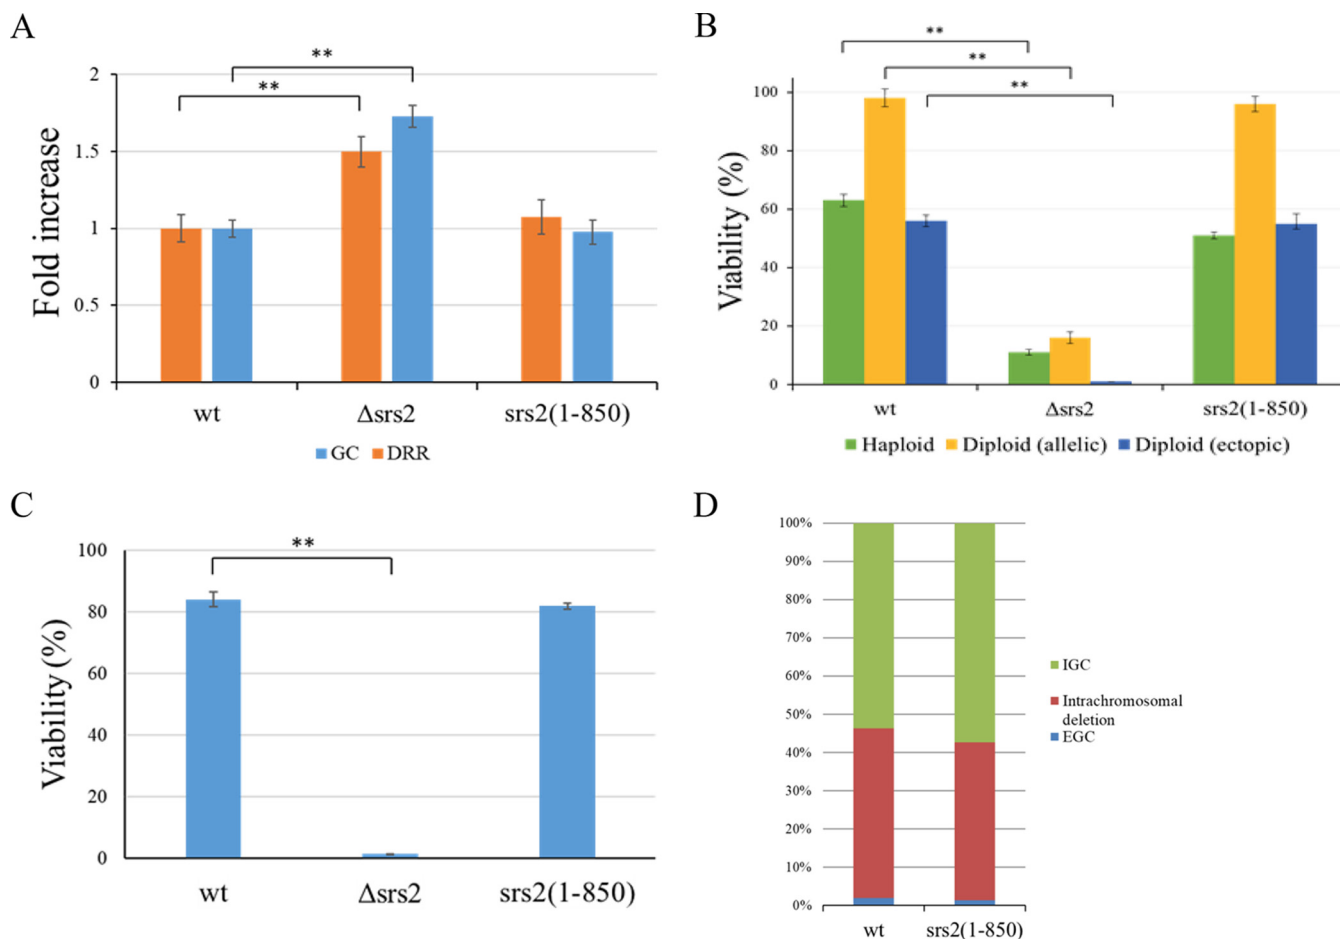 A
Fold increase
2
1.5
1
0.5
0
**
**
wt
Δsrs2
srs2(1-850)
GC
DRR
B
Viability (%)
100
80
60
40
20
0
**
**
**
wt
Δsrs2
srs2(1-850)
Haploid
Diploid (allelic)
Diploid (ectopic)
C
Viability (%)
100
80
60
40
20
0
**
wt
Δsrs2
srs2(1-850)
D
100%
90%
80%
70%
60%
50%
40%
30%
20%
10%
0%
wt
srs2(1-850)
IGC
Intrachromosomal
deletion
EGC